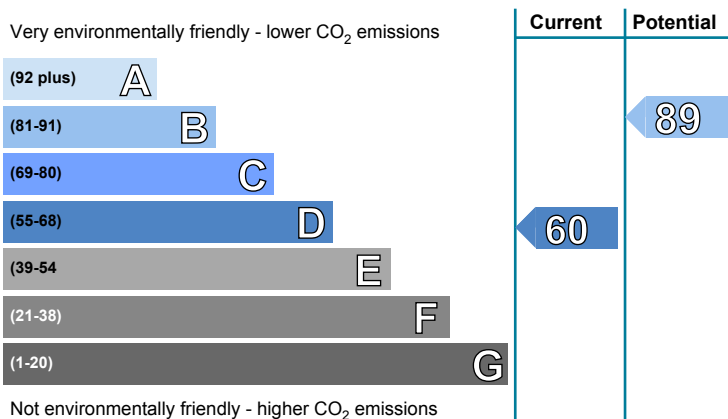 Current Potential
Very environmentally friendly - lower CO2 emissions
(92 plus) A
(81-91) B
89
(69-80) C
(55-68) D
60
(39-54 E
(21-38) F
(1-20) G
Not environmentally friendly - higher CO2 emissions